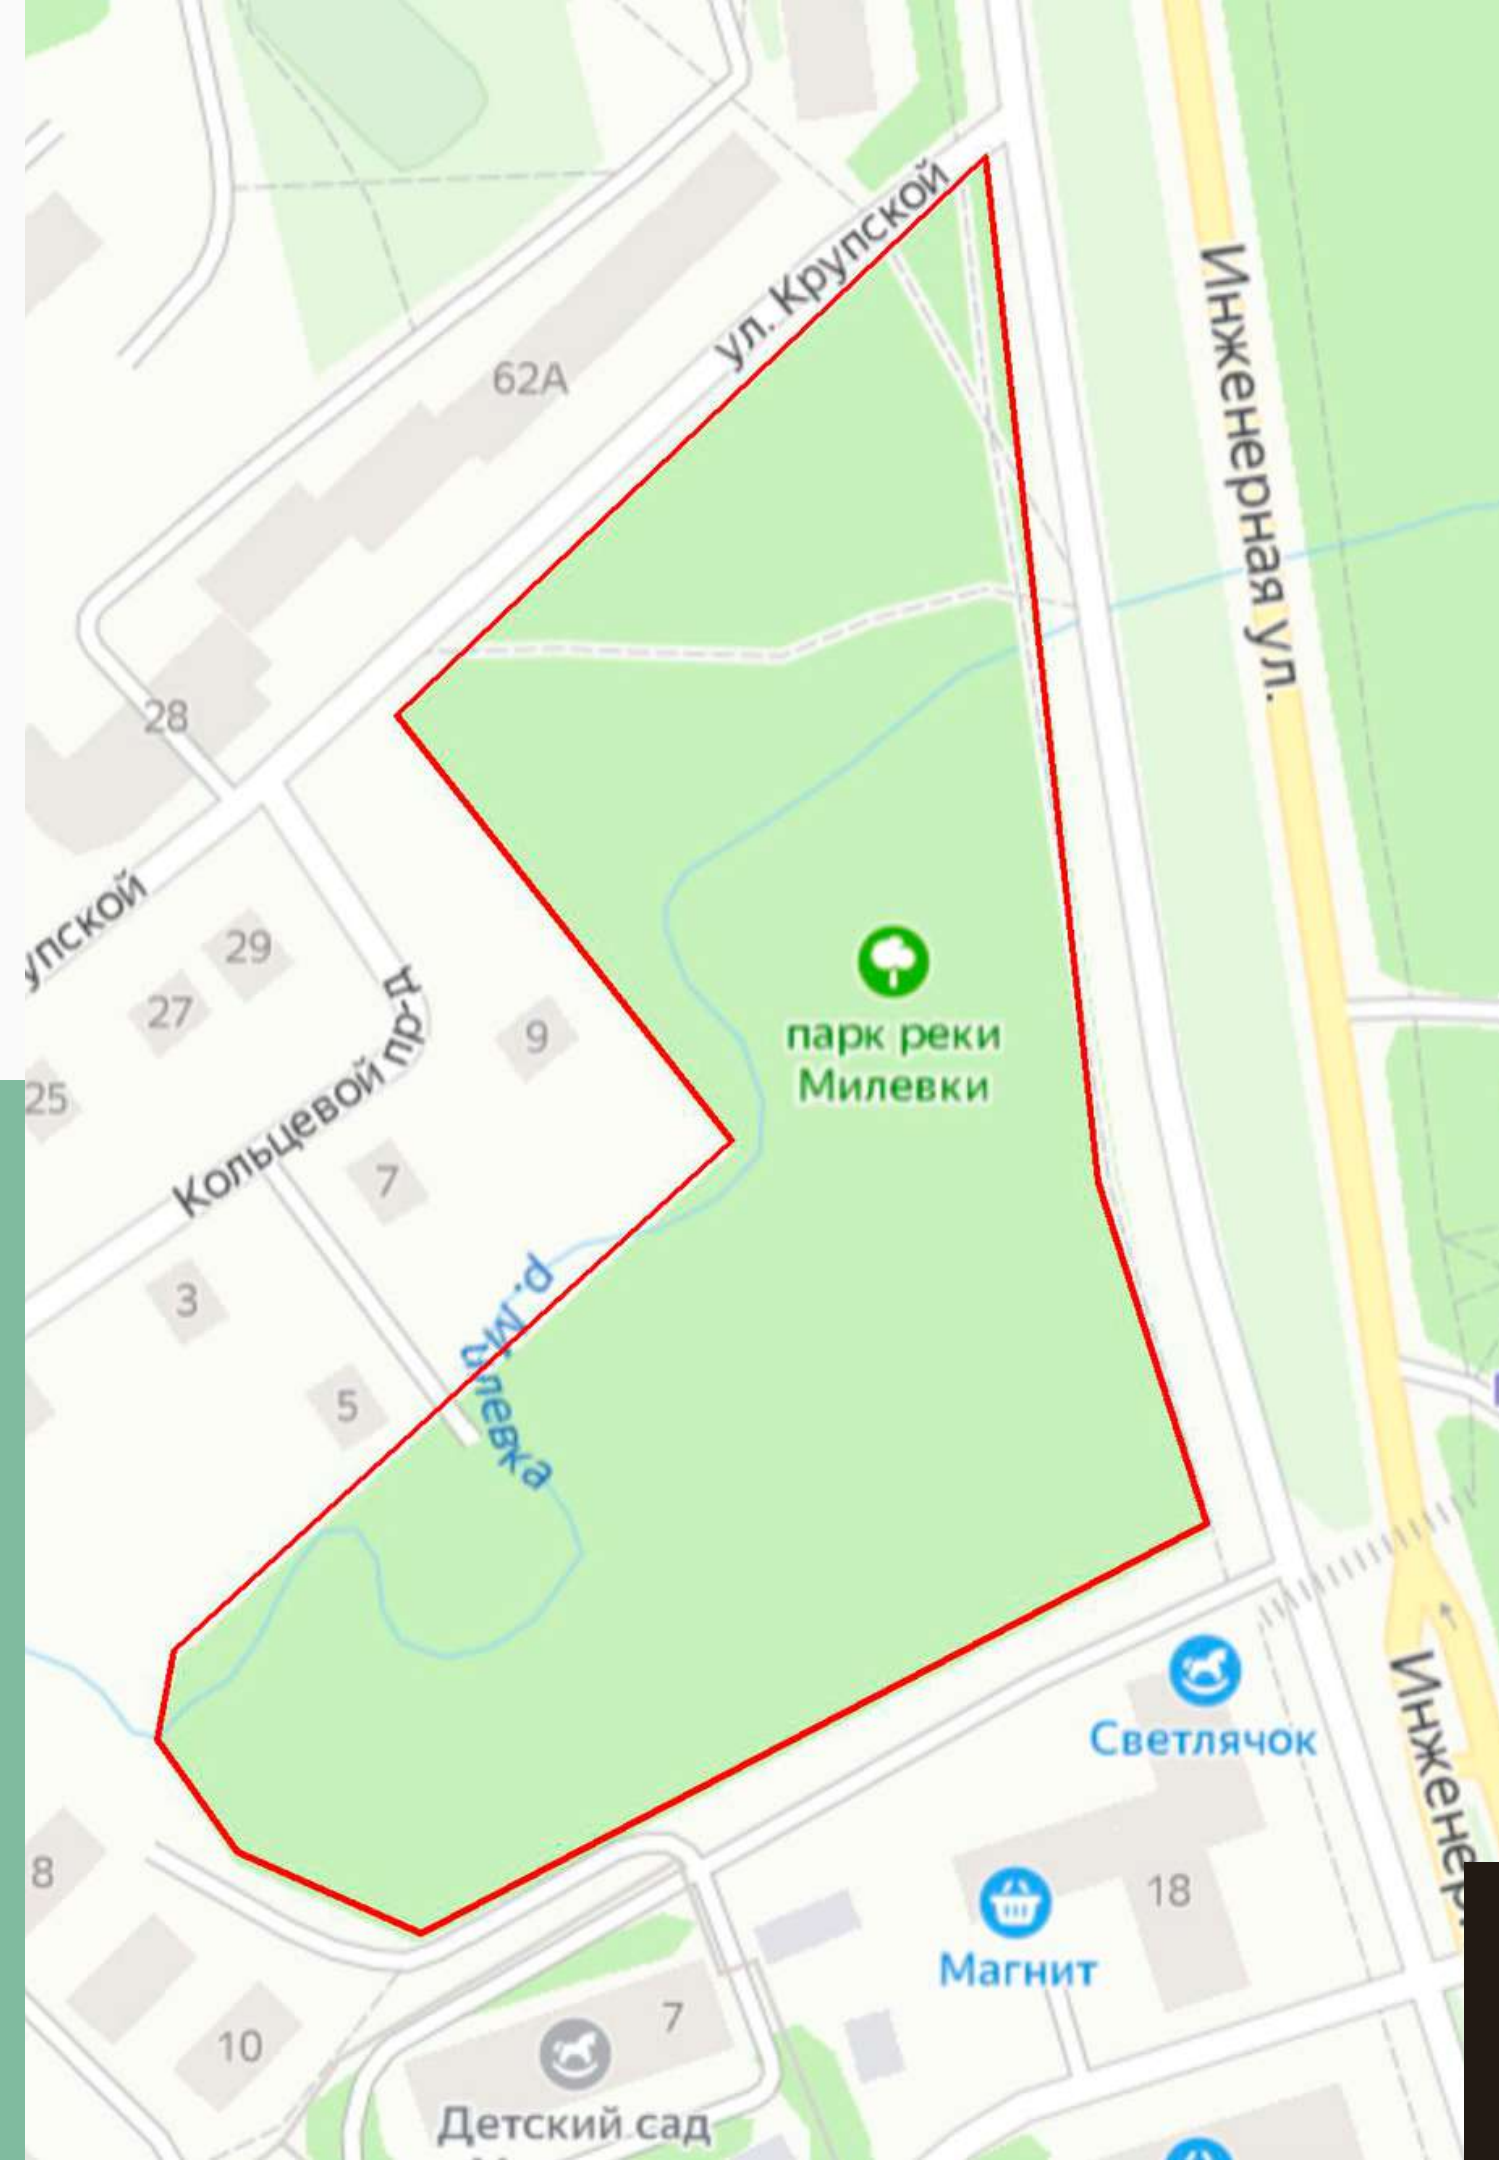 ул. Крупской
62А
Инженерная ул.
28
упской
29
27
25
Кольцевой пр-д
9
7
3
5
парк реки
Милевки
р. Милевка
Светлячок
Инженер
8
18
Магнит
7
10
Детский сад